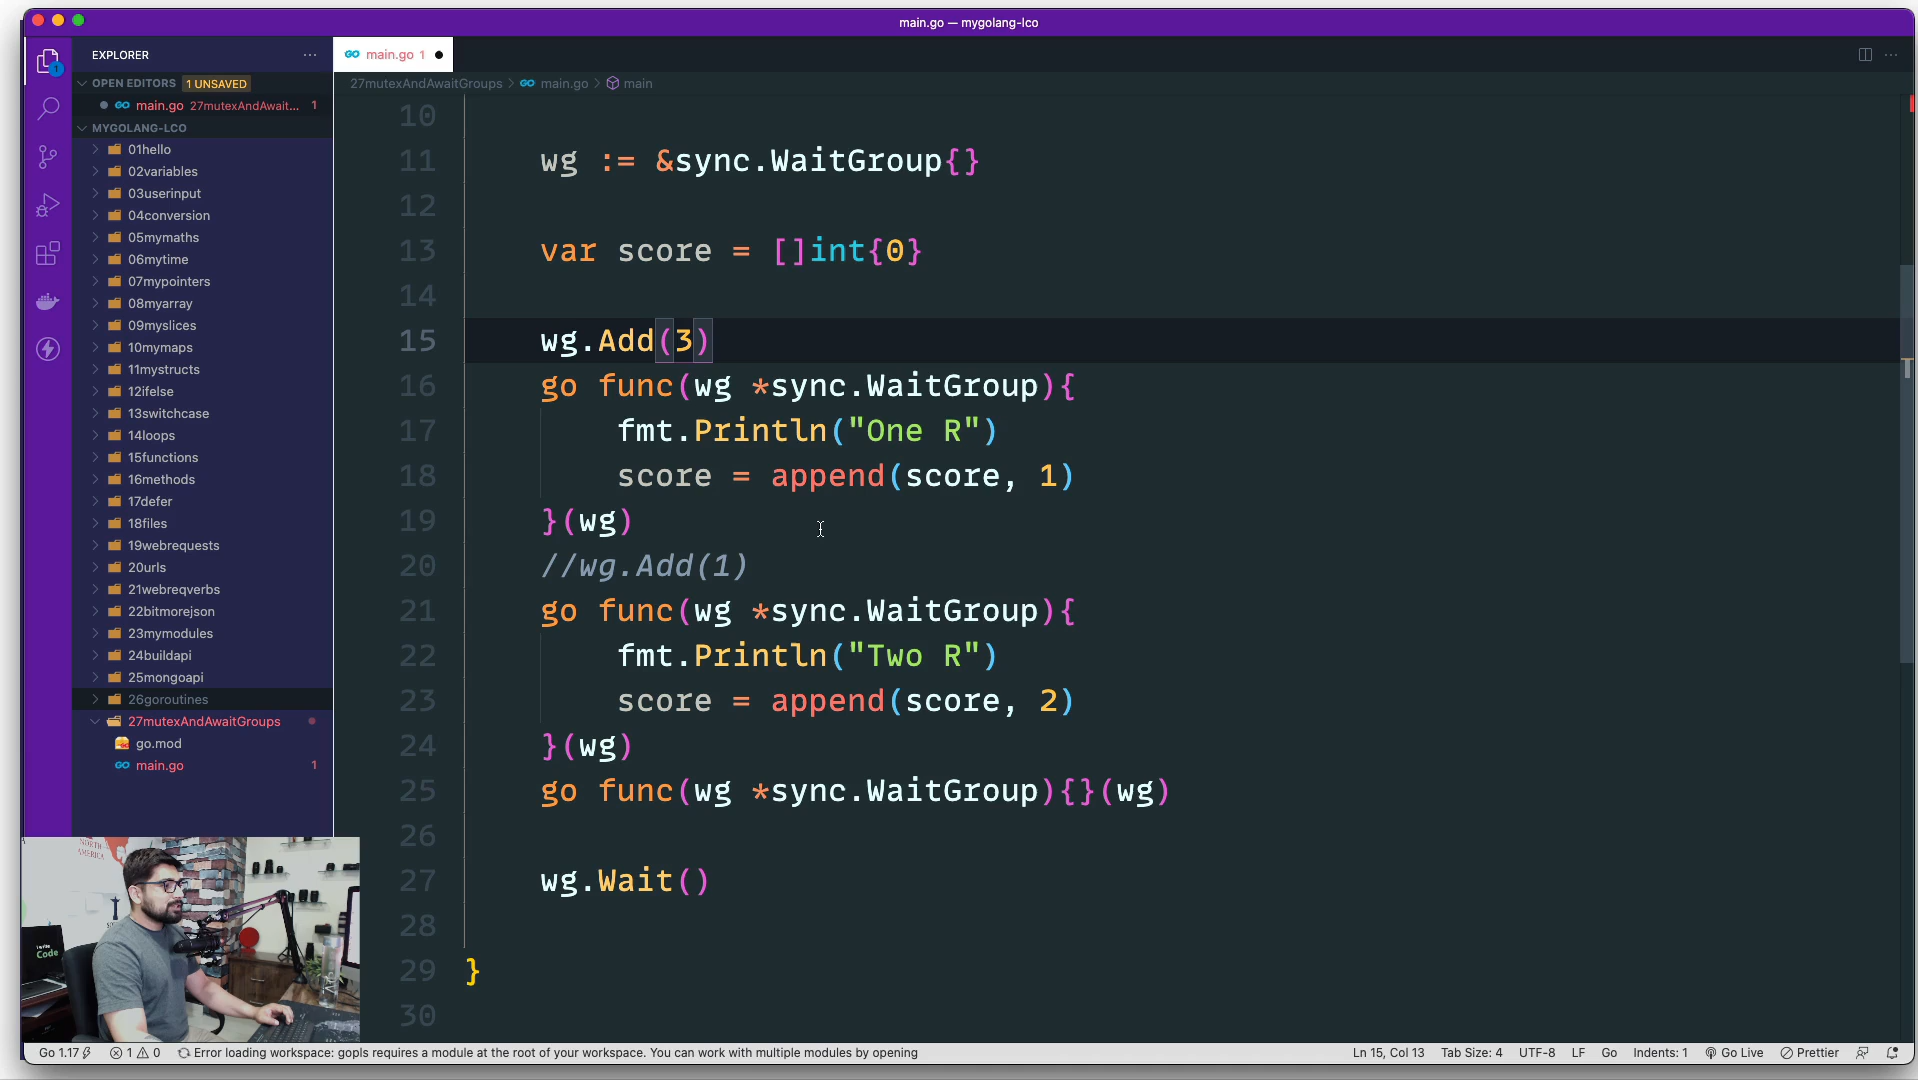 main.go — mygolang-lco
EXPLORER
main.go 1
OPEN EDITORS 1 UNSAVED
main.go 27mutexAndAwait... 1
MYGOLANG-LCO
01hello
02variables
03userinput
04conversion
05mymaths
06mytime
07mypointers
08myarray
09myslices
10mymaps
11mystructs
12ifelse
13switchcase
14loops
15functions
16methods
17defer
18files
19webrequests
20urls
21webreqverbs
22bitmorejson
23mymodules
24buildapi
25mongoapi
26goroutines
27mutexAndAwaitGroups
go.mod
main.go 1
27mutexAndAwaitGroups > main.go > main
10
11 wg := &sync.WaitGroup{}
12
13 var score = []int{0}
14
15 wg.Add(3)
16 go func(wg *sync.WaitGroup){
17 fmt.Println("One R")
18 score = append(score, 1)
19 }(wg)
20 //wg.Add(1)
21 go func(wg *sync.WaitGroup){
22 fmt.Println("Two R")
23 score = append(score, 2)
24 }(wg)
25 go func(wg *sync.WaitGroup){}(wg)
26
27 wg.Wait()
28
29 }
30
NORTH
AMERICA
Code
Go 1.17 1 0 Error loading workspace: gopls requires a module at the root of your workspace. You can work with multiple modules by opening Ln 15, Col 13 Tab Size: 4 UTF-8 LF Go Indents: 1 Go Live Prettier